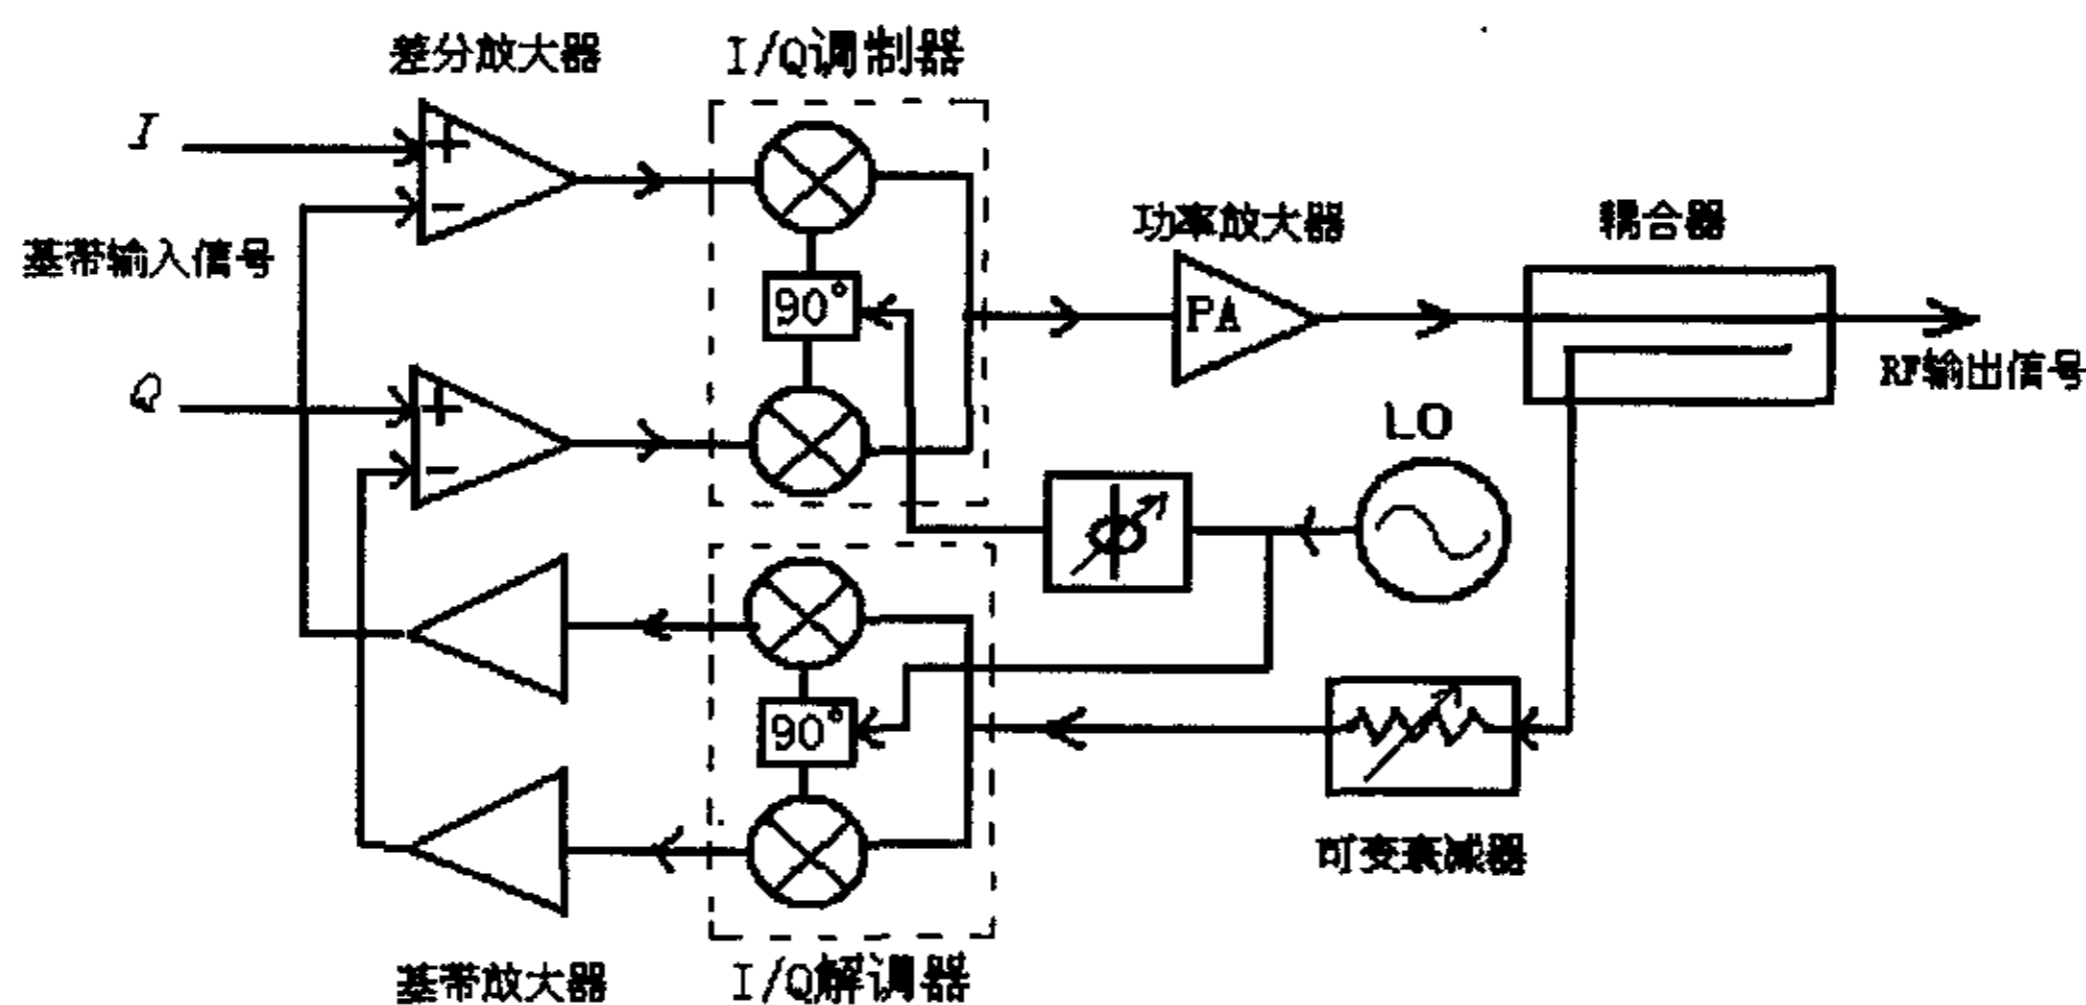 差分放大器
I/Q调制器
I
+
−
基带输入信号
90°
功率放大器
PA
耦合器
RF输出信号
Q
+
−
LO
ϕ
90°
可变衰减器
基带放大器
I/Q解调器